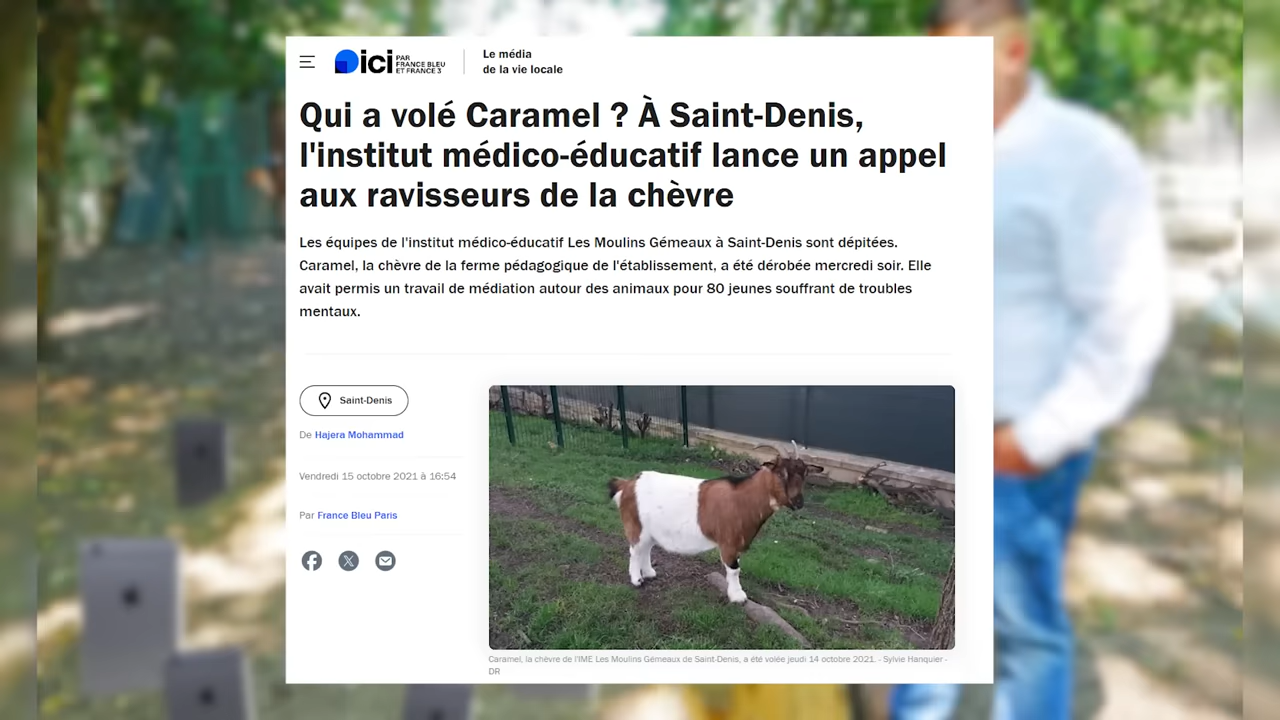 ici PAR FRANCE BLEU ET FRANCE 3
Le média
de la vie locale
Qui a volé Caramel ? À Saint-Denis,
l'institut médico-éducatif lance un appel
aux ravisseurs de la chèvre
Les équipes de l'institut médico-éducatif Les Moulins Gémeaux à Saint-Denis sont dépitées.
Caramel, la chèvre de la ferme pédagogique de l'établissement, a été dérobée mercredi soir. Elle
avait permis un travail de médiation autour des animaux pour 80 jeunes souffrant de troubles
mentaux.
Saint-Denis
De Hajera Mohammad
Vendredi 15 octobre 2021 à 16:54
Par France Bleu Paris
Caramel, la chèvre de l'IME Les Moulins Gémeaux de Saint-Denis, a été volée jeudi 14 octobre 2021. - Sylvie Hanquier -
DR